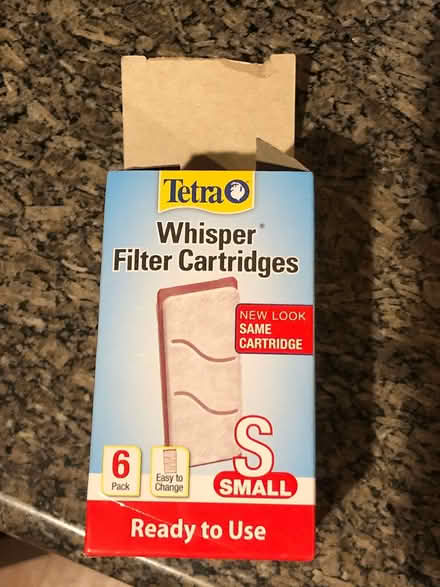 Tetra
Whisper®
Filter Cartridges
NEW LOOK
SAME
CARTRIDGE
6
Pack
Easy to
Change
S
SMALL
Ready to Use